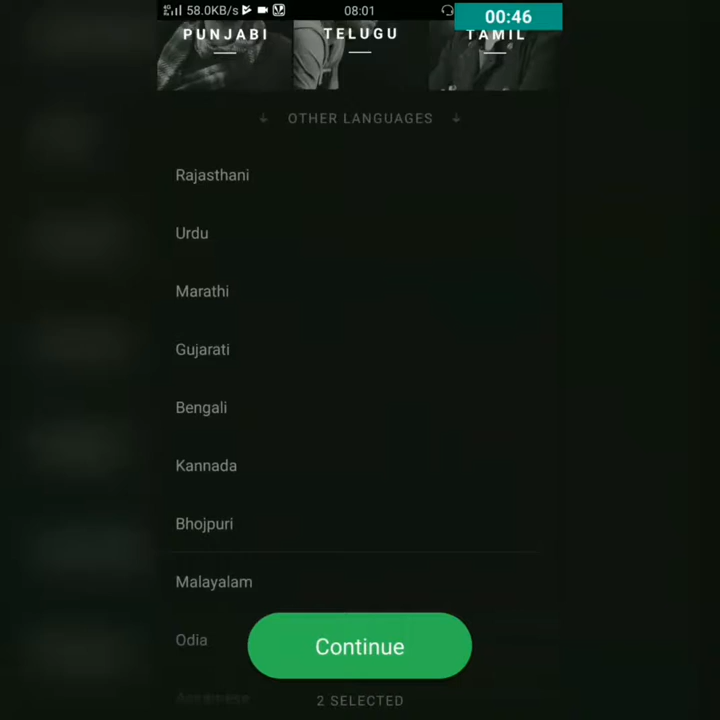 58.0KB/s 08:01 00:46
PUNJABI TELUGU TAMIL
OTHER LANGUAGES
Rajasthani
Urdu
Marathi
Gujarati
Bengali
Kannada
Bhojpuri
Malayalam
Odia
Continue
Assamese
2 SELECTED